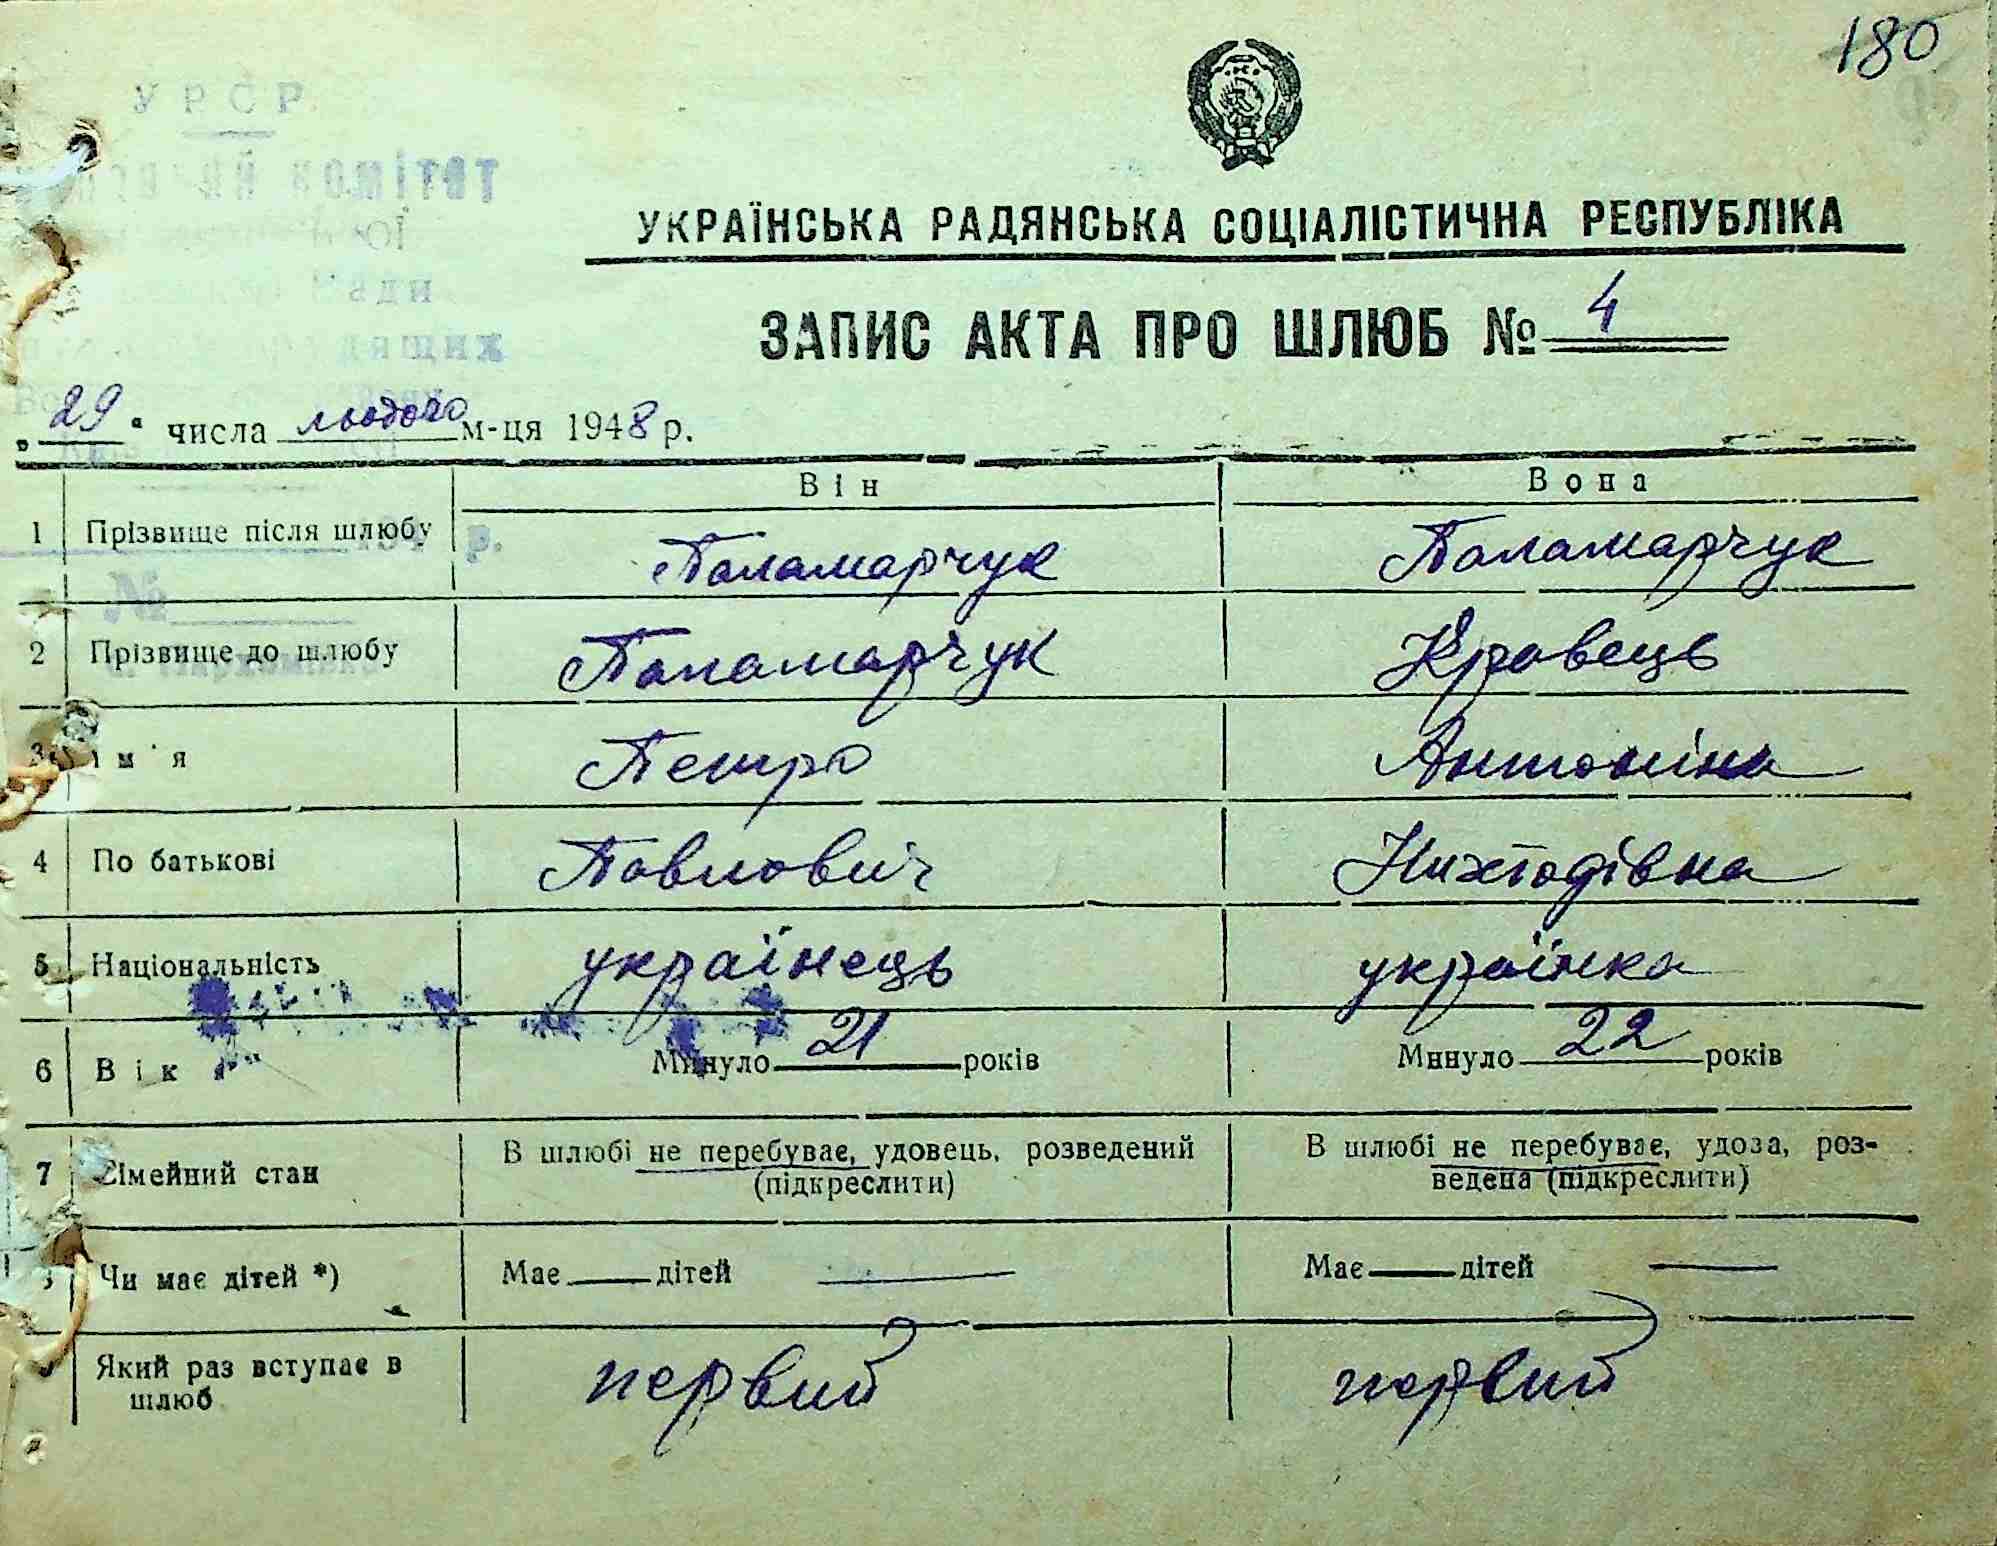 180
УРСР
комітет
УКРАЇНСЬКА РАДЯНСЬКА СОЦІАЛІСТИЧНА РЕСПУБЛІКА
ЗАПИС АКТА ПРО ШЛЮБ № 4
„29“ числа лютого м-ця 1948 р.
Він Вона
1 Прізвище після шлюбу Паламарчук Паламарчук
р.
№
2 Прізвище до шлюбу Паламарчук Кравець
3 Ім'я Петро Антоніна
4 По батькові Павлович Нихтодівна
5 Національність українець українка
6 Вік Минуло 21 років Минуло 22 років
7 Сімейний стан В шлюбі не перебуває, удовець, розведений В шлюбі не перебуває, удова, роз-
(підкреслити) ведена (підкреслити)
Чи має дітей *) Має — дітей — Має — дітей —
Який раз вступає в первий первий
шлюб